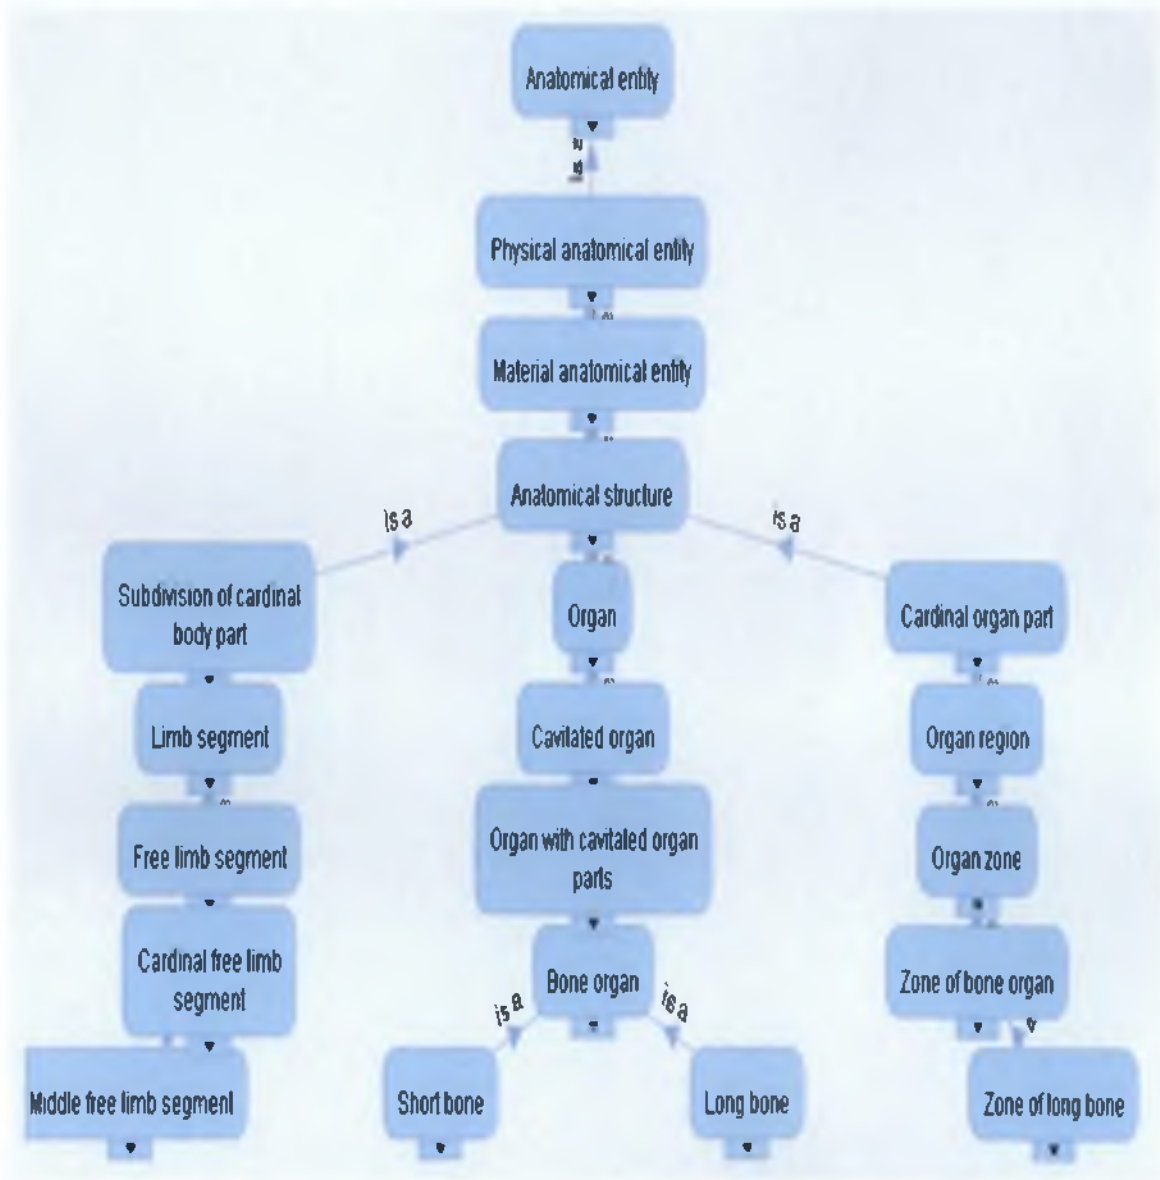 Anatomical entity
is a
Physical anatomical entity
Material anatomical entity
Anatomical structure
is a
is a
Subdivision of cardinal
body part
Organ
Cardinal organ part
Limb segment
Cavitated organ
Organ region
Free limb segment
Organ with cavitated organ
parts
Organ zone
Cardinal free limb
segment
Bone organ
Zone of bone organ
is a
is a
Middle free limb segment
Short bone
Long bone
Zone of long bone